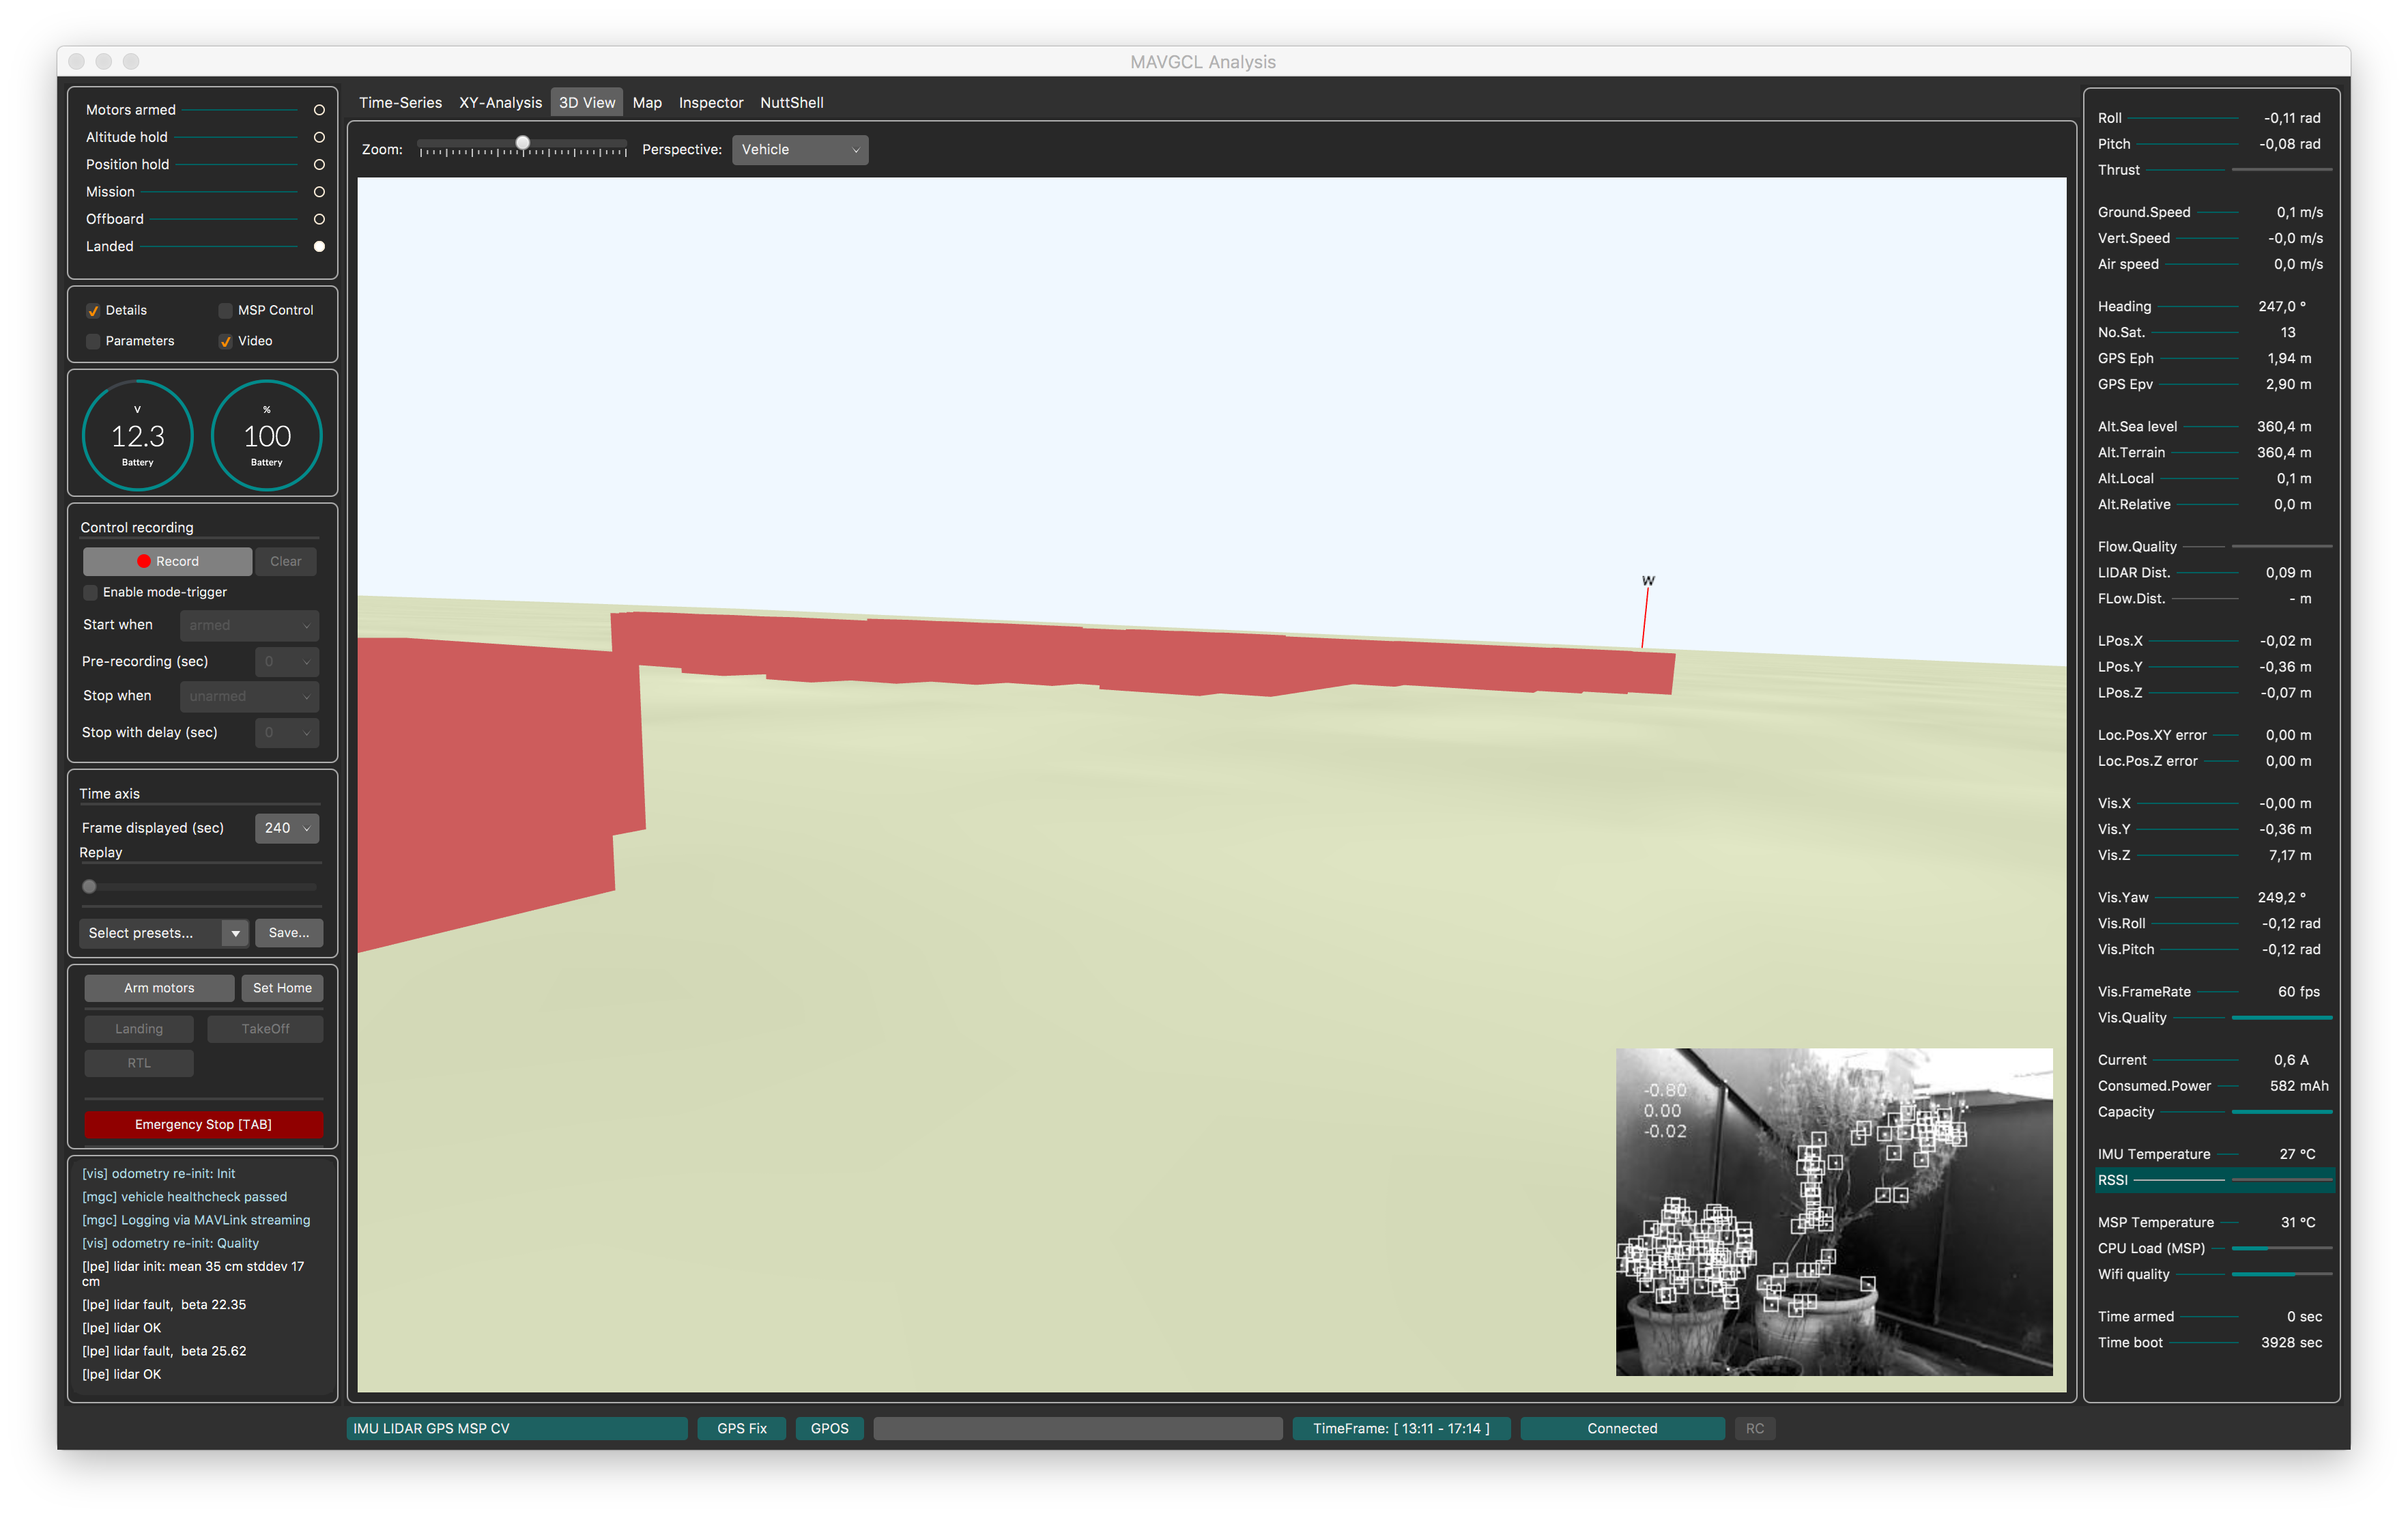 MAVGCL Analysis
Motors armed
Altitude hold
Position hold
Mission
Offboard
Landed
Details
MSP Control
Parameters
Video
V
12.3
Battery
%
100
Battery
Control recording
Record
Clear
Enable mode-trigger
Start when
armed
Pre-recording (sec)
0
Stop when
unarmed
Stop with delay (sec)
0
Time axis
Frame displayed (sec)
240
Replay
Select presets...
Save...
Arm motors
Set Home
Landing
TakeOff
RTL
Emergency Stop [TAB]
[vis] odometry re-init: Init
[mgc] vehicle healthcheck passed
[mgc] Logging via MAVLink streaming
[vis] odometry re-init: Quality
[lpe] lidar init: mean 35 cm stddev 17
cm
[lpe] lidar fault,  beta 22.35
[lpe] lidar OK
[lpe] lidar fault,  beta 25.62
[lpe] lidar OK
Time-Series
XY-Analysis
3D View
Map
Inspector
NuttShell
Zoom:
Perspective:
Vehicle
W
-0.80
0.00
-0.02
Roll -0,11 rad
Pitch -0,08 rad
Thrust
Ground.Speed 0,1 m/s
Vert.Speed -0,0 m/s
Air speed 0,0 m/s
Heading 247,0 °
No.Sat. 13
GPS Eph 1,94 m
GPS Epv 2,90 m
Alt.Sea level 360,4 m
Alt.Terrain 360,4 m
Alt.Local 0,1 m
Alt.Relative 0,0 m
Flow.Quality
LIDAR Dist. 0,09 m
FLow.Dist. - m
LPos.X -0,02 m
LPos.Y -0,36 m
LPos.Z -0,07 m
Loc.Pos.XY error 0,00 m
Loc.Pos.Z error 0,00 m
Vis.X -0,00 m
Vis.Y -0,36 m
Vis.Z 7,17 m
Vis.Yaw 249,2 °
Vis.Roll -0,12 rad
Vis.Pitch -0,12 rad
Vis.FrameRate 60 fps
Vis.Quality
Current 0,6 A
Consumed.Power 582 mAh
Capacity
IMU Temperature 27 °C
RSSI
MSP Temperature 31 °C
CPU Load (MSP)
Wifi quality
Time armed 0 sec
Time boot 3928 sec
IMU LIDAR GPS MSP CV
GPS Fix
GPOS
TimeFrame: [ 13:11 - 17:14 ]
Connected
RC